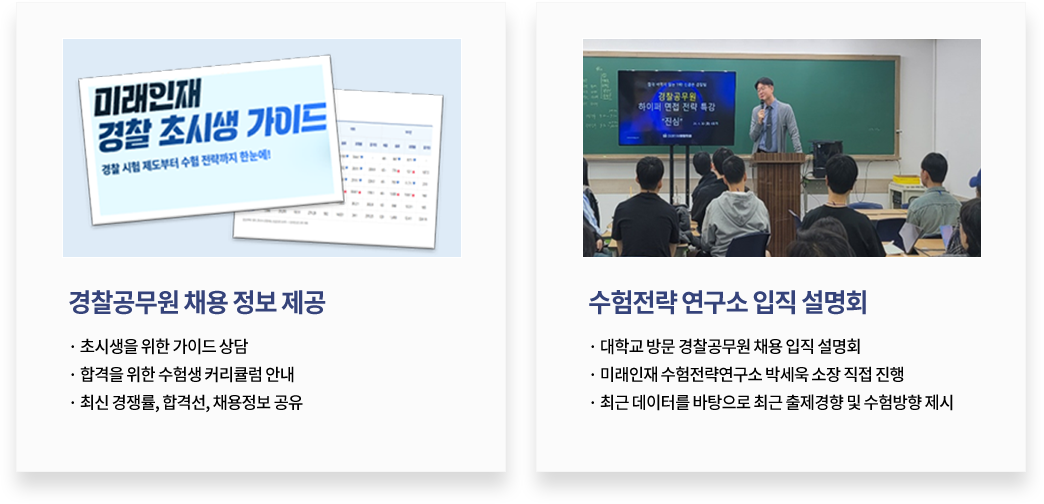 미래인재
경찰 초시생 가이드
경찰 시험 제도부터 수험 전략까지 한눈에!
경찰공무원
하이퍼 면접 전략 특강
"진심"
경찰공무원 채용 정보 제공
· 초시생을 위한 가이드 상담
· 합격을 위한 수험생 커리큘럼 안내
· 최신 경쟁률, 합격선, 채용정보 공유
수험전략 연구소 입직 설명회
· 대학교 방문 경찰공무원 채용 입직 설명회
· 미래인재 수험전략연구소 박세욱 소장 직접 진행
· 최근 데이터를 바탕으로 최근 출제경향 및 수험방향 제시